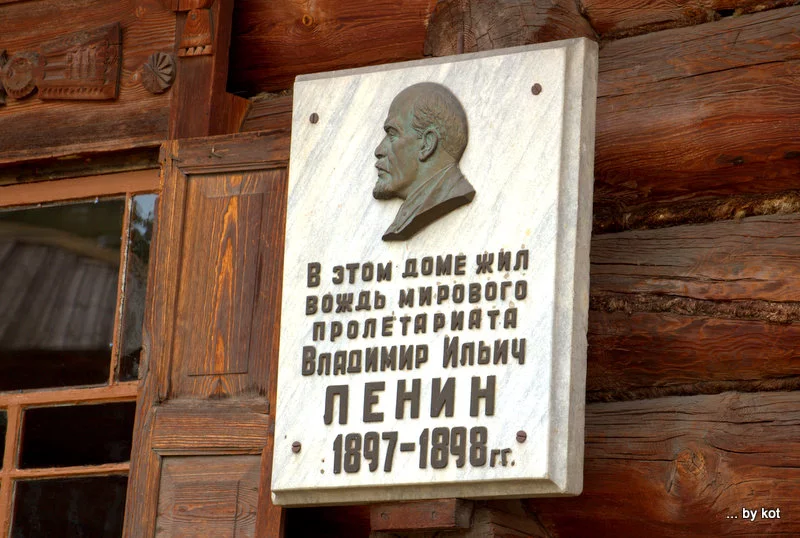 В этом доме жил
вождь мирового
пролетариата
Владимир Ильич
ЛЕНИН
1897-1898 гг.
... by kot